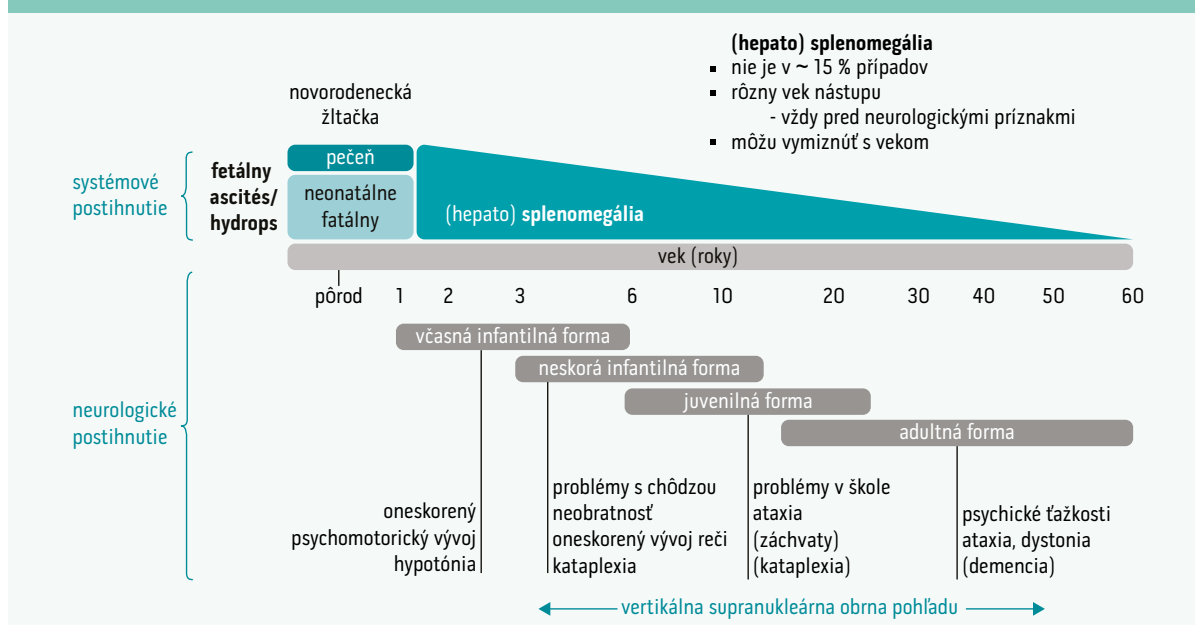 (hepato) splenomegália
▪ nie je v ~ 15 % případov
▪ rôzny vek nástupu
- vždy pred neurologickými príznakmi
▪ môžu vymiznúť s vekom
novorodenecká
žltačka
systémové
postihnutie
fetálny
ascités/
hydrops
pečeň
neonatálne
fatálny
(hepato) splenomegália
vek (roky)
pôrod 1 2 3 6 10 20 30 40 50 60
včasná infantilná forma
neskorá infantilná forma
juvenilná forma
adultná forma
neurologické
postihnutie
oneskorený
psychomotorický vývoj
hypotónia
problémy s chôdzou
neobratnosť
oneskorený vývoj reči
kataplexia
problémy v škole
ataxia
(záchvaty)
(kataplexia)
psychické ťažkosti
ataxia, dystonia
(demencia)
vertikálna supranukleárna obrna pohľadu